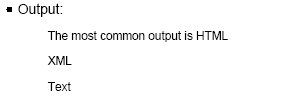 Output:
The most common output is HTML
XML
Text